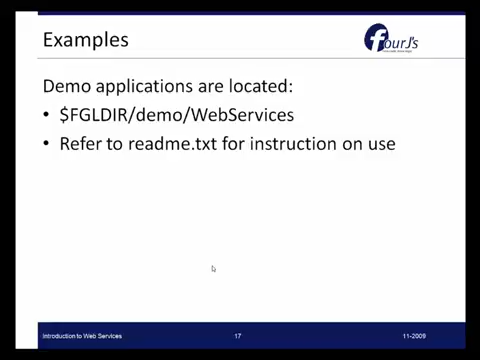 Examples
fourJ's
Demo applications are located:
• $FGLDIR/demo/WebServices
• Refer to readme.txt for instruction on use
Introduction to Web Services
17
11-2009